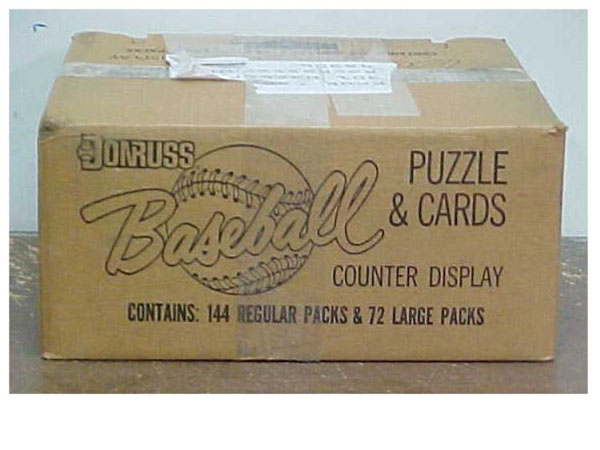 DONRUSS
Baseball
PUZZLE
& CARDS
COUNTER DISPLAY
CONTAINS: 144 REGULAR PACKS & 72 LARGE PACKS